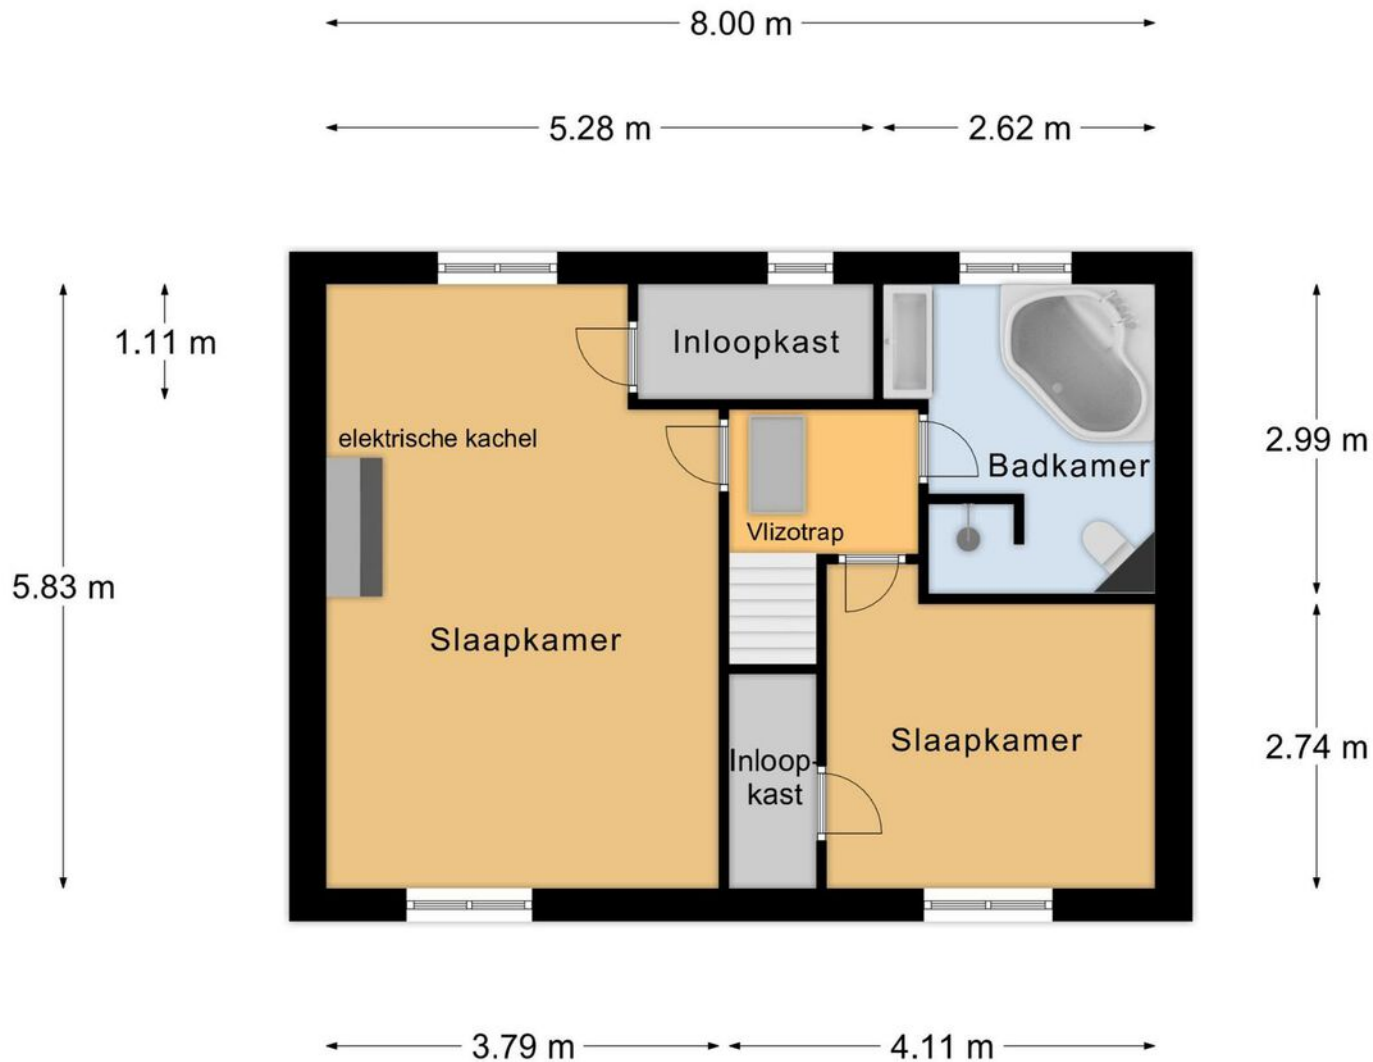 8.00 m
5.28 m
2.62 m
1.11 m
Inloopkast
elektrische kachel
2.99 m
Badkamer
Vlizotrap
5.83 m
Slaapkamer
Slaapkamer
2.74 m
Inloop-
kast
3.79 m
4.11 m